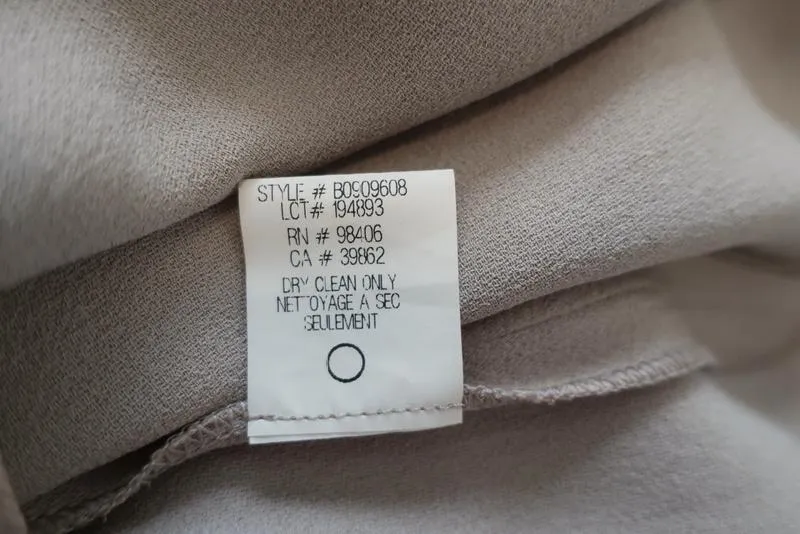 STYLE # B0909608
LCT# 194893
RN # 98406
CA # 39862
DRY CLEAN ONLY
NETTOYAGE A SEC
SEULEMENT